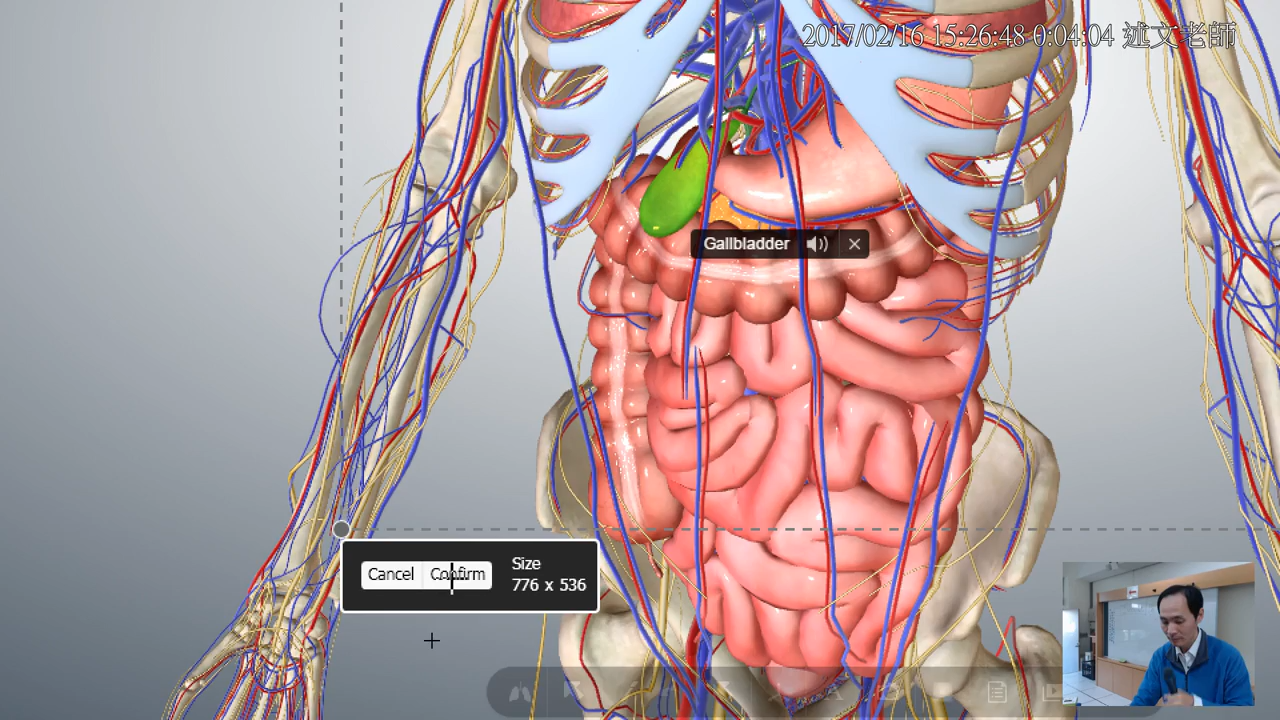 2017/02/16 15:26:48 0:04:04 述文老師
Gallbladder
Cancel Confirm
Size
776 x 536